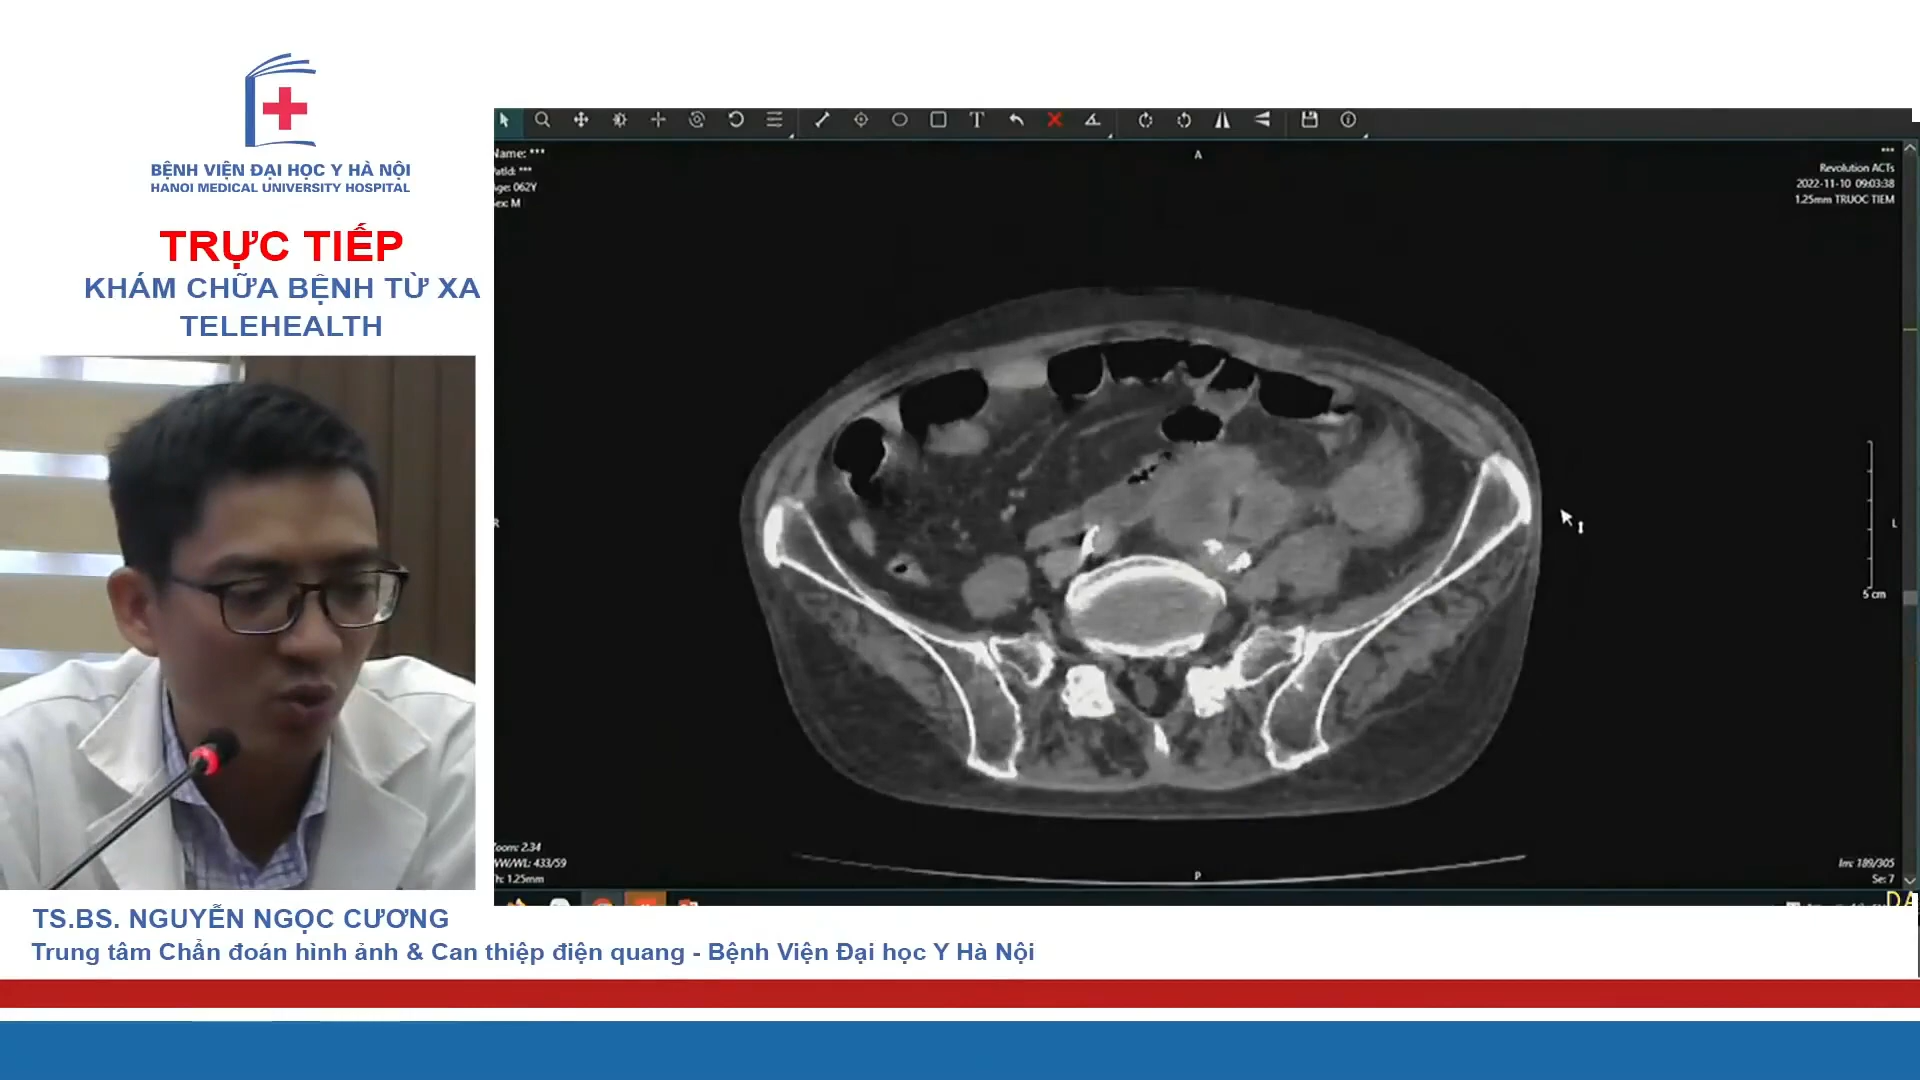 BỆNH VIỆN ĐẠI HỌC Y HÀ NỘI
HANOI MEDICAL UNIVERSITY HOSPITAL
TRỰC TIẾP
KHÁM CHỮA BỆNH TỪ XA
TELEHEALTH
Name: ***
PatId: ***
Age: 062Y
Sex: M
A
***
Revolution ACTs
2022-11-10 09:03:38
1.25mm TRUOC TIEM
R
L
5 cm
Zoom: 2.34
WW/WL: 433/59
Th: 1.25mm
P
Im: 189/305
Se: 7
DA
TS.BS. NGUYỄN NGỌC CƯƠNG
Trung tâm Chẩn đoán hình ảnh & Can thiệp điện quang - Bệnh Viện Đại học Y Hà Nội